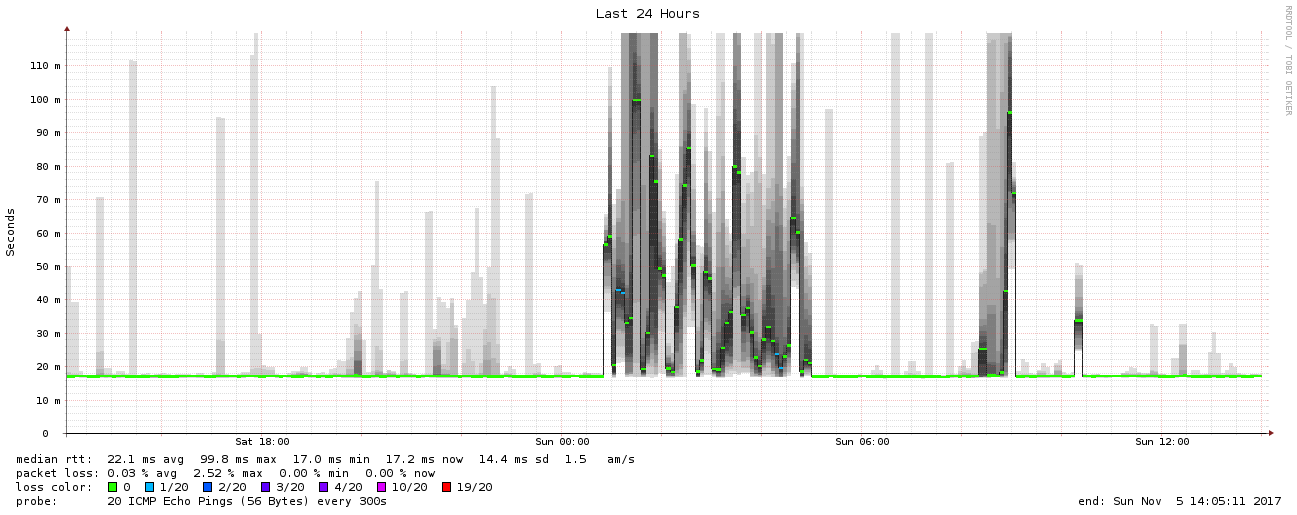 Last 24 Hours
RRDTOOL / TOBI OETIKER
Seconds
110 m
100 m
90 m
80 m
70 m
60 m
50 m
40 m
30 m
20 m
10 m
0
Sat 18:00 Sun 00:00 Sun 06:00 Sun 12:00
median rtt: 22.1 ms avg 99.8 ms max 17.0 ms min 17.2 ms now 14.4 ms sd 1.5 am/s
packet loss: 0.03 % avg 2.52 % max 0.00 % min 0.00 % now
loss color: 0 1/20 2/20 3/20 4/20 10/20 19/20
probe: 20 ICMP Echo Pings (56 Bytes) every 300s end: Sun Nov 5 14:05:11 2017